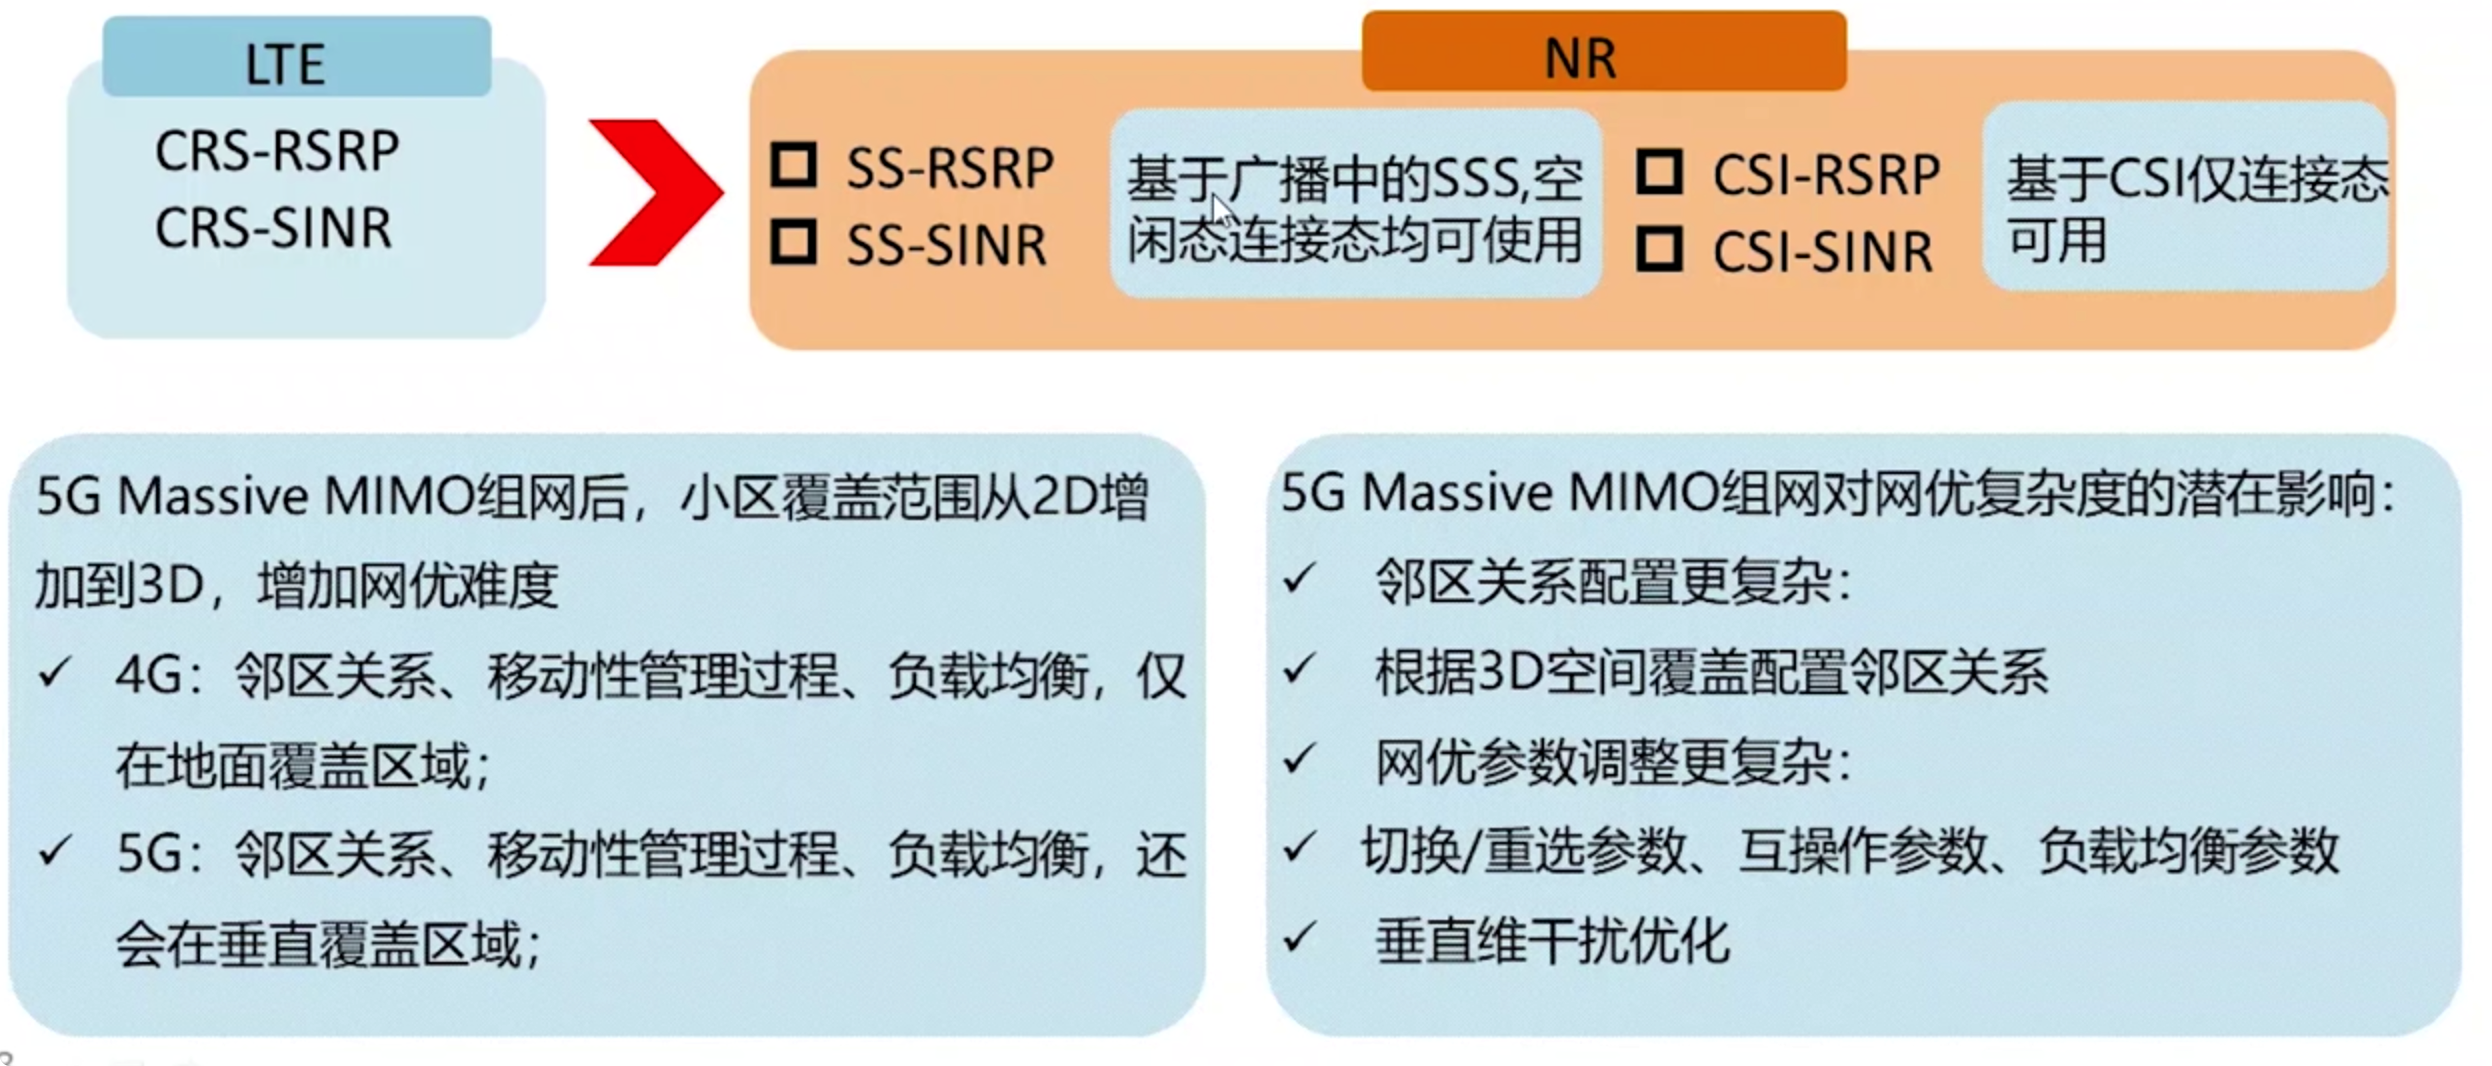 LTE
CRS-RSRP
CRS-SINR
NR
SS-RSRP
SS-SINR
基于广播中的SSS,空
闲态连接态均可使用
CSI-RSRP
CSI-SINR
基于CSI仅连接态
可用
5G Massive MIMO组网后，小区覆盖范围从2D增
加到3D，增加网优难度
✓ 4G：邻区关系、移动性管理过程、负载均衡，仅
在地面覆盖区域；
✓ 5G：邻区关系、移动性管理过程、负载均衡，还
会在垂直覆盖区域；
5G Massive MIMO组网对网优复杂度的潜在影响：
✓ 邻区关系配置更复杂：
✓ 根据3D空间覆盖配置邻区关系
✓ 网优参数调整更复杂：
✓ 切换/重选参数、互操作参数、负载均衡参数
✓ 垂直维干扰优化